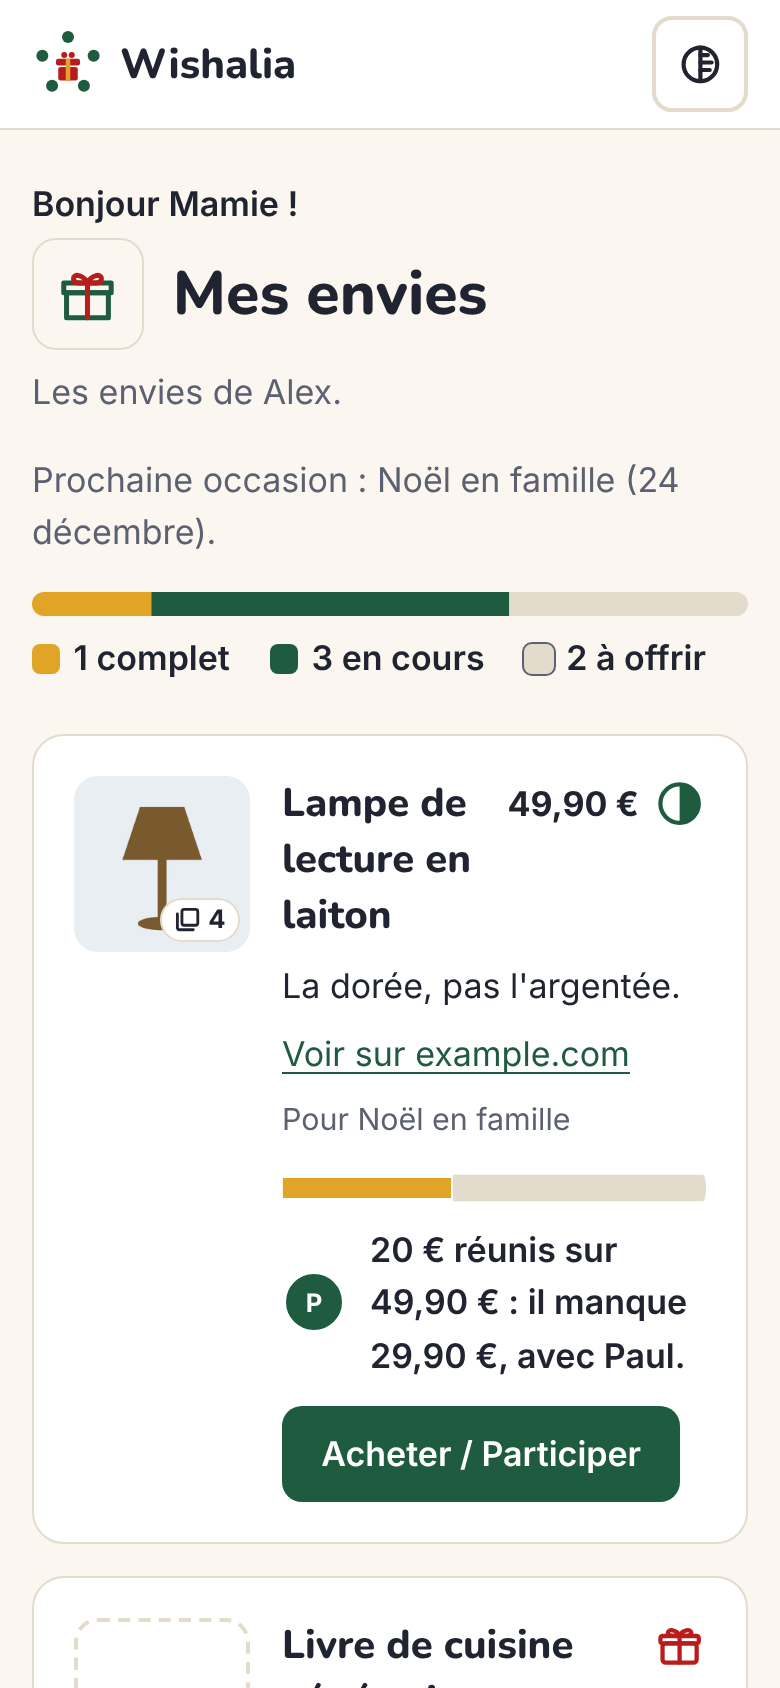 Wishalia
Bonjour Mamie !
Mes envies
Les envies de Alex.
Prochaine occasion : Noël en famille (24
décembre).
1 complet 3 en cours 2 à offrir
Lampe de 49,90 €
lecture en
laiton
4
La dorée, pas l'argentée.
Voir sur example.com
Pour Noël en famille
20 € réunis sur
P 49,90 € : il manque
29,90 €, avec Paul.
Acheter / Participer
Livre de cuisine